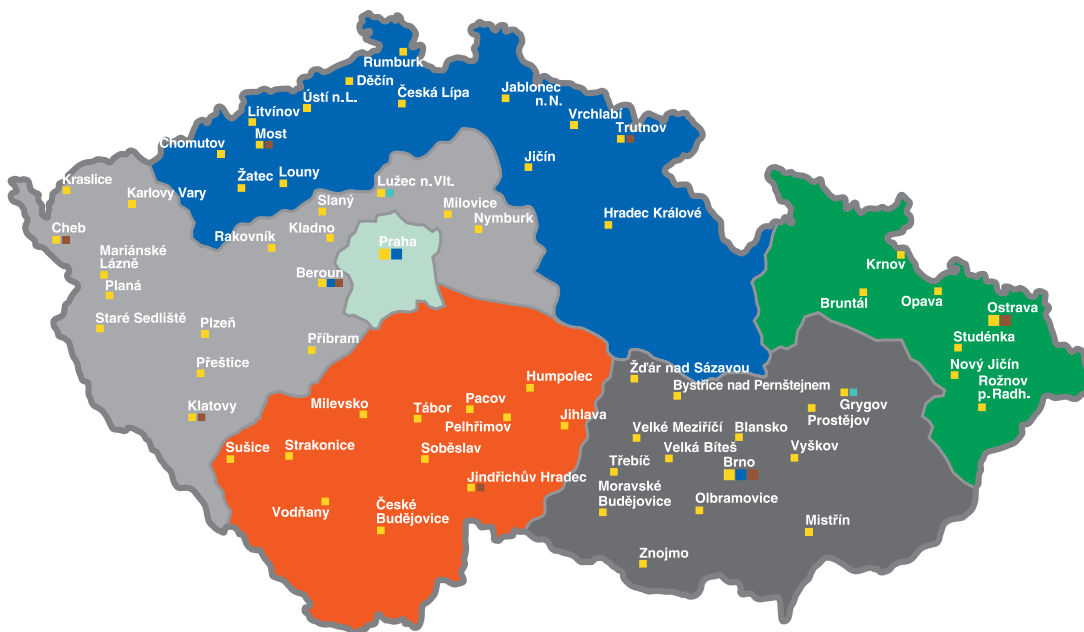 Rumburk
Děčín
Ústí n.L.
Česká Lípa
Jablonec
n.N.
Litvínov
Vrchlabí
Most
Trutnov
Chomutov
Jičín
Žatec
Louny
Kraslice
Karlovy Vary
Lužec n.Vlt.
Slaný
Milovice
Nymburk
Hradec Králové
Cheb
Rakovník
Kladno
Praha
Mariánské
Lázně
Beroun
Planá
Krnov
Bruntál
Opava
Ostrava
Staré Sedliště
Plzeň
Příbram
Studénka
Přeštice
Žďár nad Sázavou
Nový Jičín
Humpolec
Bystřice nad Pernštejnem
Rožnov
p.Radh.
Klatovy
Milevsko
Tábor
Pacov
Pelhřimov
Jihlava
Grygov
Prostějov
Sušice
Strakonice
Soběslav
Velké Meziříčí
Blansko
Velká Bíteš
Vyškov
Třebíč
Brno
Jindřichův Hradec
Moravské
Budějovice
Olbramovice
Vodňany
České
Budějovice
Mistřín
Znojmo